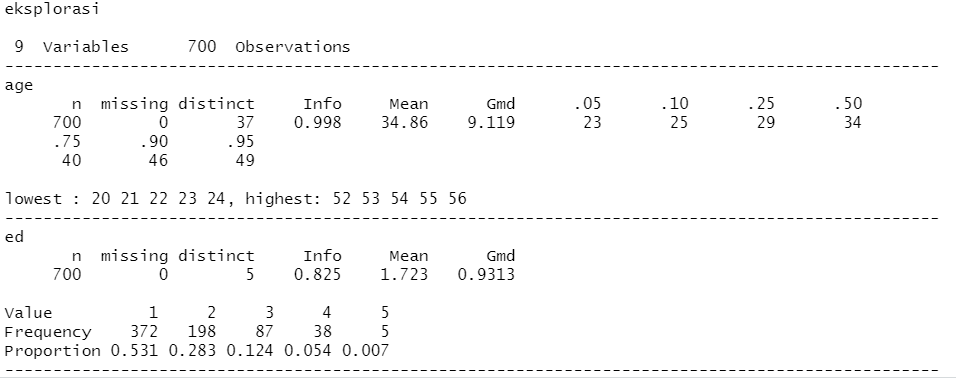 eksplorasi
9 Variables 700 Observations
--------------------------------------------------------------------------------------------------
age
n missing distinct Info Mean Gmd .05 .10 .25 .50
700 0 37 0.998 34.86 9.119 23 25 29 34
.75 .90 .95
40 46 49
lowest : 20 21 22 23 24, highest: 52 53 54 55 56
--------------------------------------------------------------------------------------------------
ed
n missing distinct Info Mean Gmd
700 0 5 0.825 1.723 0.9313
Value 1 2 3 4 5
Frequency 372 198 87 38 5
Proportion 0.531 0.283 0.124 0.054 0.007
--------------------------------------------------------------------------------------------------